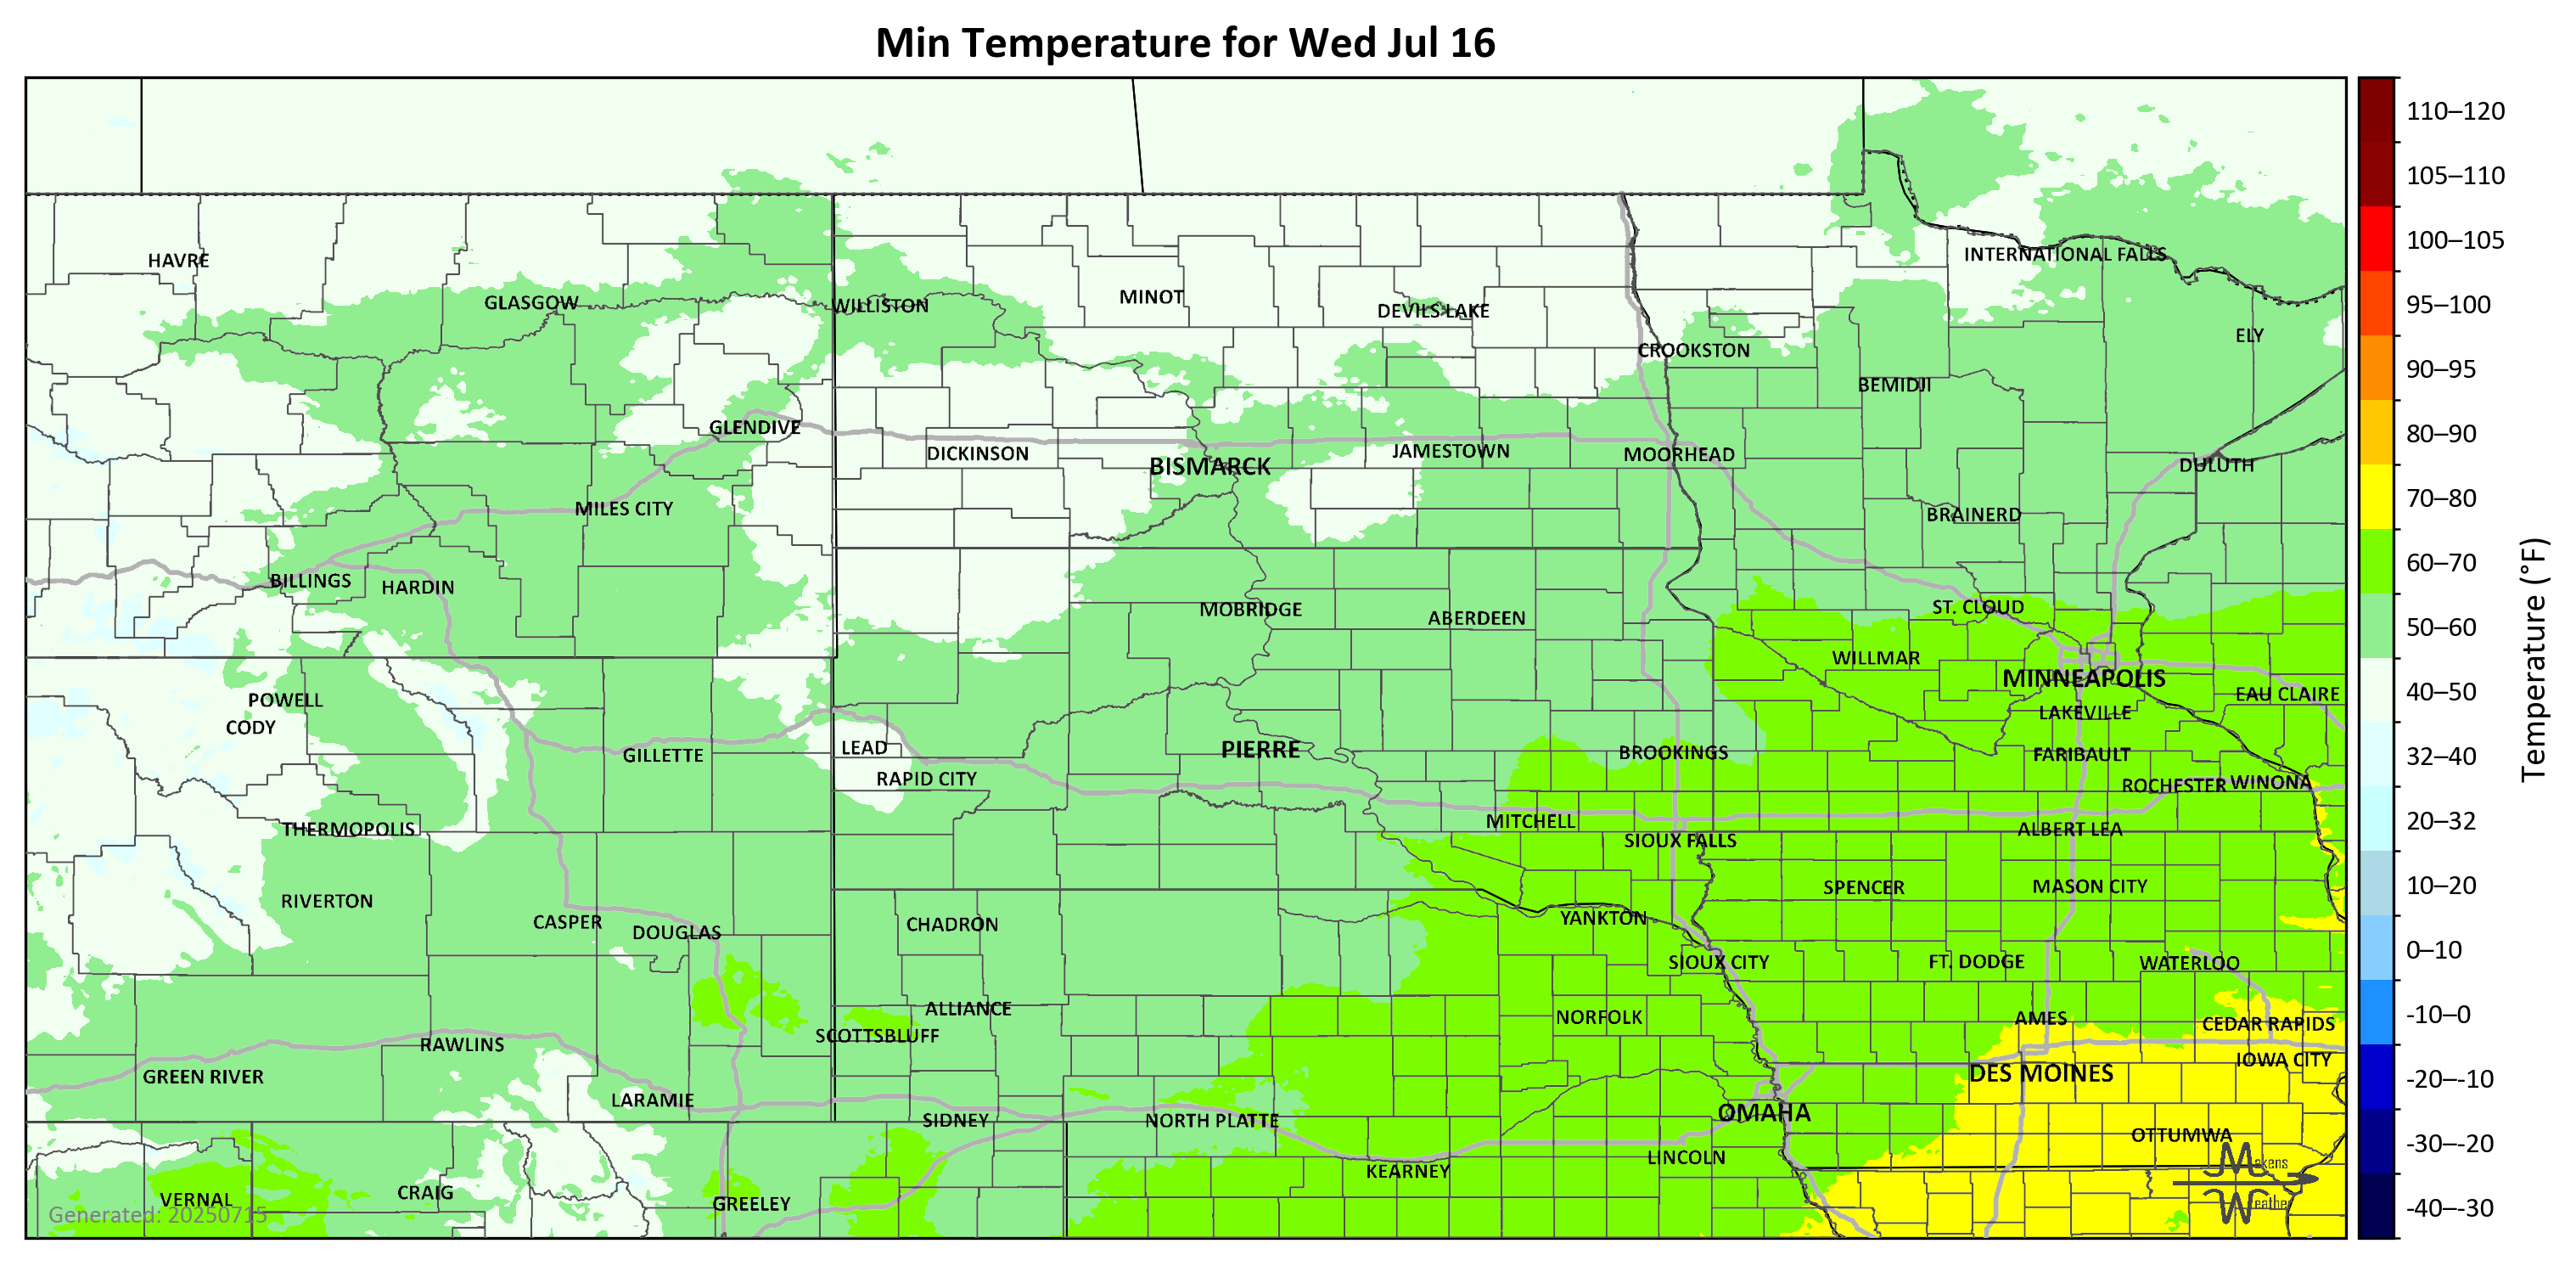 Min Temperature for Wed Jul 16
110–120
105–110
100–105
95–100
90–95
80–90
70–80
60–70
50–60
40–50
32–40
20–32
10–20
0–10
-10–0
-20–-10
-30–-20
-40–-30
Temperature (°F)
HAVRE
INTERNATIONAL FALLS
GLASGOW
WILLISTON
MINOT
DEVILS LAKE
ELY
CROOKSTON
BEMIDJI
GLENDIVE
DICKINSON
BISMARCK
JAMESTOWN
MOORHEAD
DULUTH
MILES CITY
BRAINERD
BILLINGS
HARDIN
MOBRIDGE
ABERDEEN
ST. CLOUD
WILLMAR
MINNEAPOLIS
EAU CLAIRE
POWELL
CODY
LAKEVILLE
GILLETTE
LEAD
PIERRE
BROOKINGS
FARIBAULT
RAPID CITY
ROCHESTER
WINONA
THERMOPOLIS
MITCHELL
ALBERT LEA
SIOUX FALLS
RIVERTON
SPENCER
MASON CITY
CASPER
DOUGLAS
CHADRON
YANKTON
SIOUX CITY
FT. DODGE
WATERLOO
ALLIANCE
NORFOLK
AMES
CEDAR RAPIDS
SCOTTSBLUFF
RAWLINS
IOWA CITY
GREEN RIVER
DES MOINES
LARAMIE
SIDNEY
NORTH PLATTE
OMAHA
OTTUMWA
LINCOLN
KEARNEY
Makens
Weather
VERNAL
CRAIG
GREELEY
Generated: 20250715